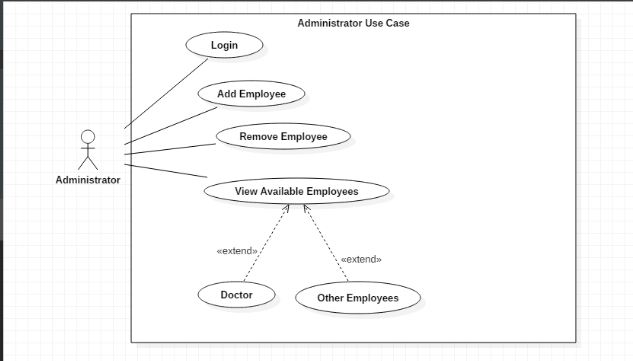 Administrator Use Case
Login
Add Employee
Remove Employee
Administrator
View Available Employees
«extend»
«extend»
Doctor
Other Employees